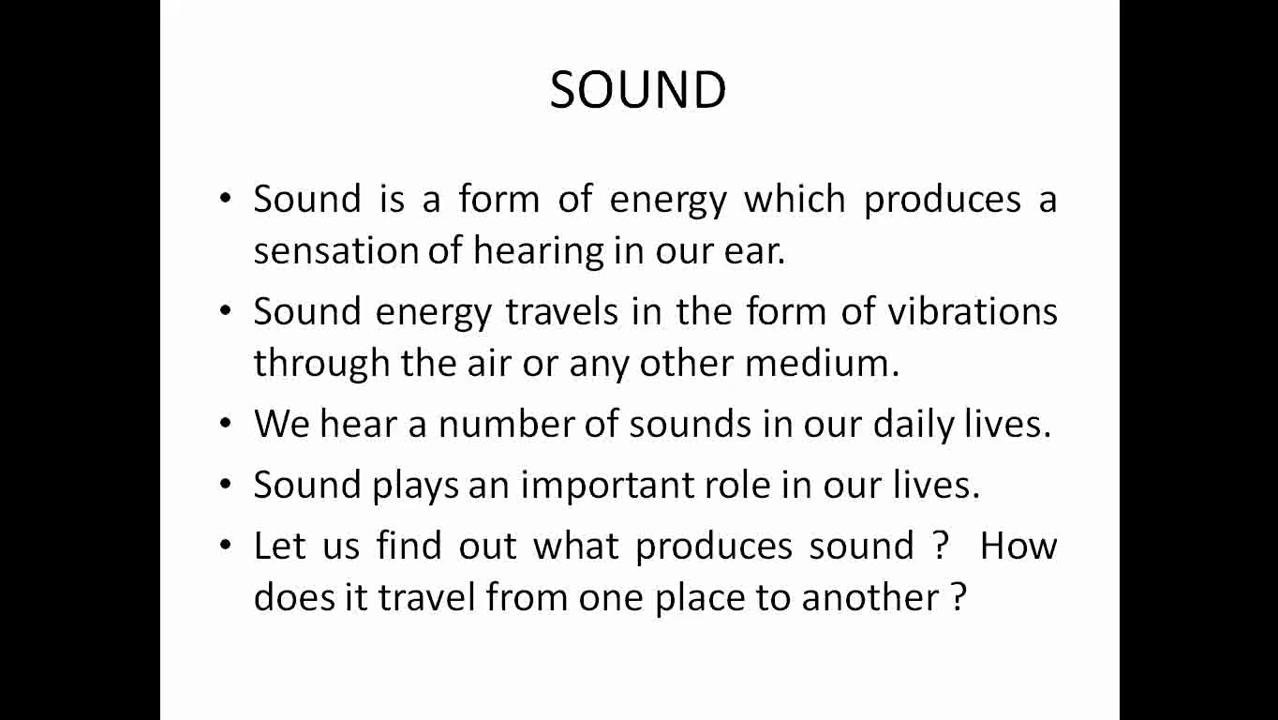 SOUND
• Sound is a form of energy which produces a
sensation of hearing in our ear.
• Sound energy travels in the form of vibrations
through the air or any other medium.
• We hear a number of sounds in our daily lives.
• Sound plays an important role in our lives.
• Let us find out what produces sound ? How
does it travel from one place to another ?